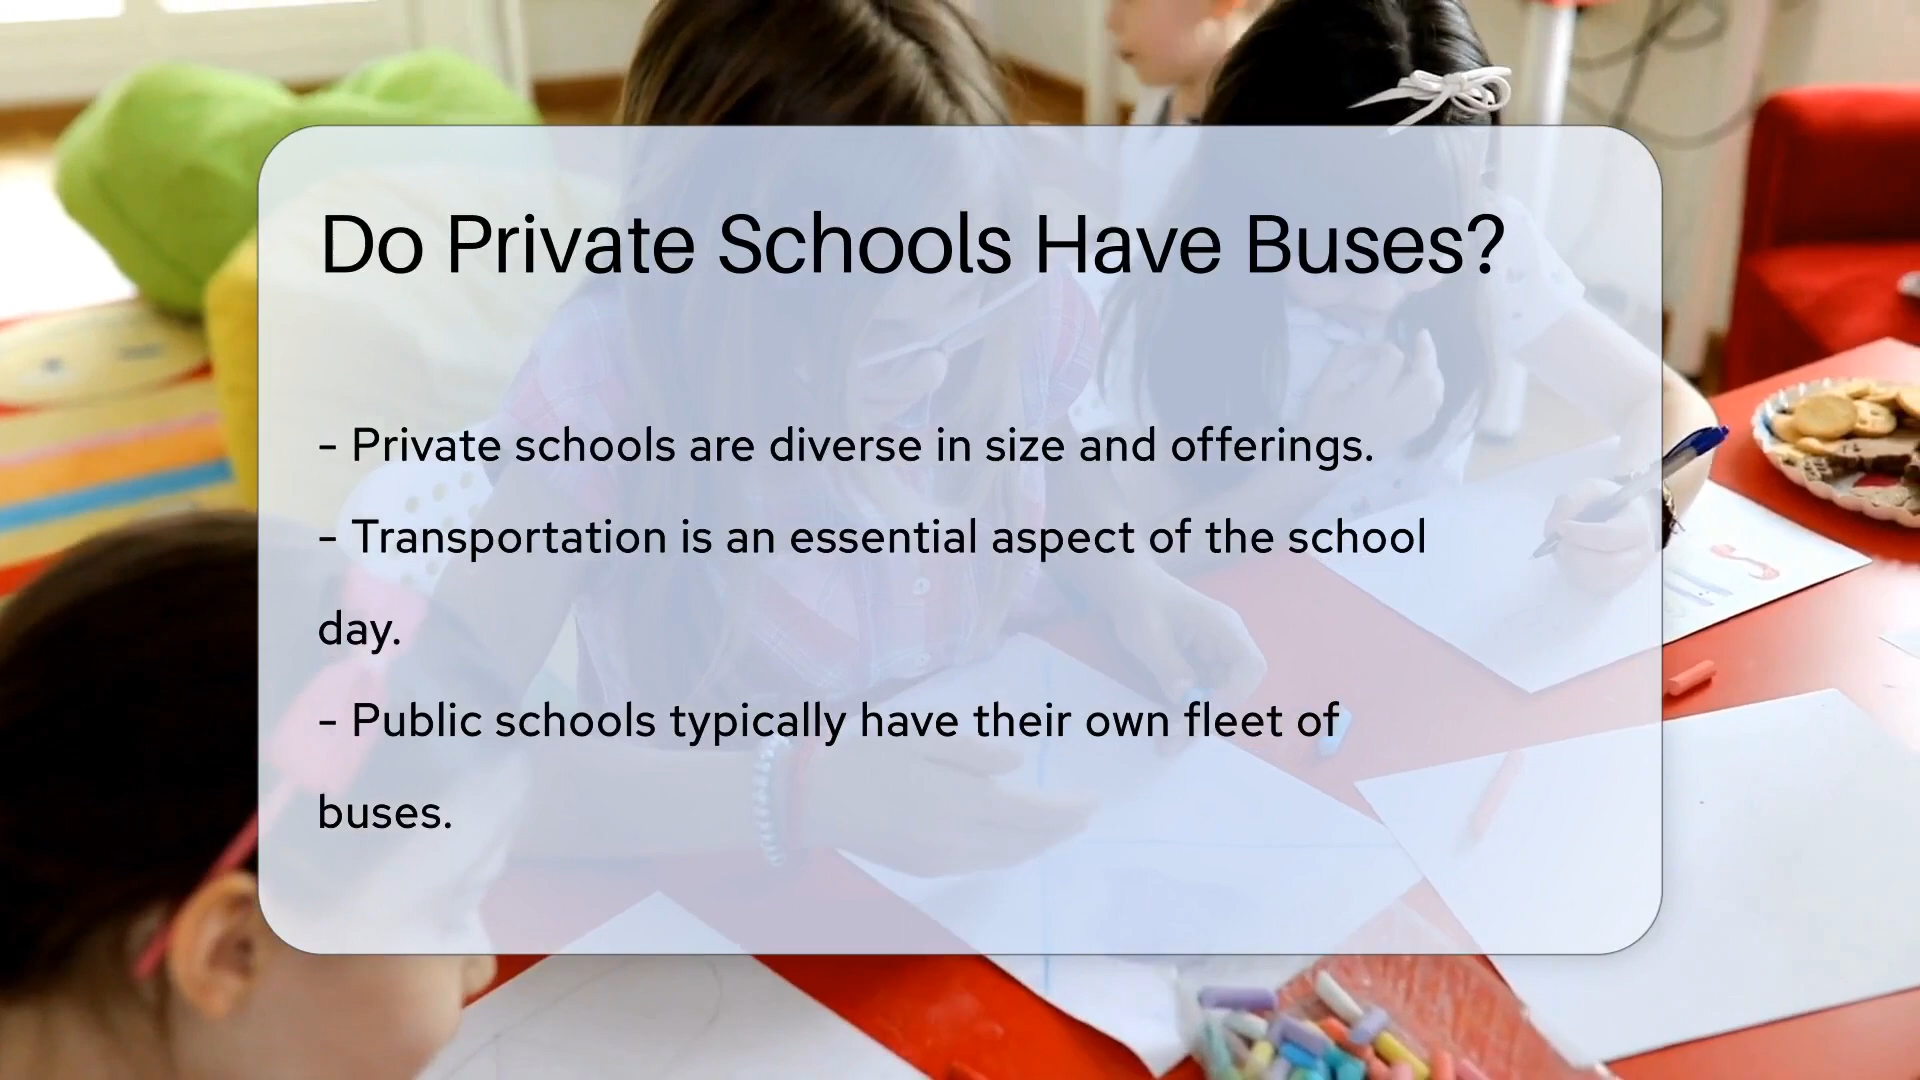 Do Private Schools Have Buses?
- Private schools are diverse in size and offerings.
- Transportation is an essential aspect of the school
day.
- Public schools typically have their own fleet of
buses.